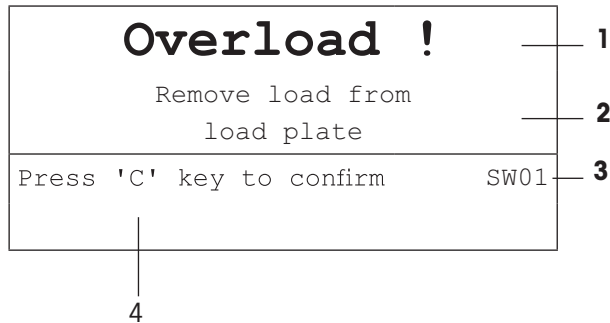 Overload !
1
Remove load from
load plate
2
Press 'C' key to confirm SW01
3
4